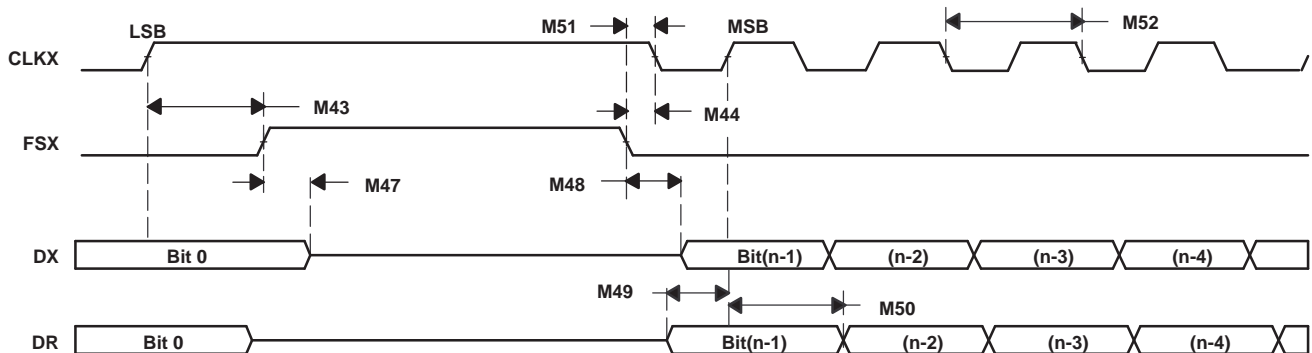 LSB
M51
MSB
M52
CLKX
M43
M44
FSX
M47
M48
DX
Bit 0
Bit(n-1)
(n-2)
(n-3)
(n-4)
M49
M50
DR
Bit 0
Bit(n-1)
(n-2)
(n-3)
(n-4)